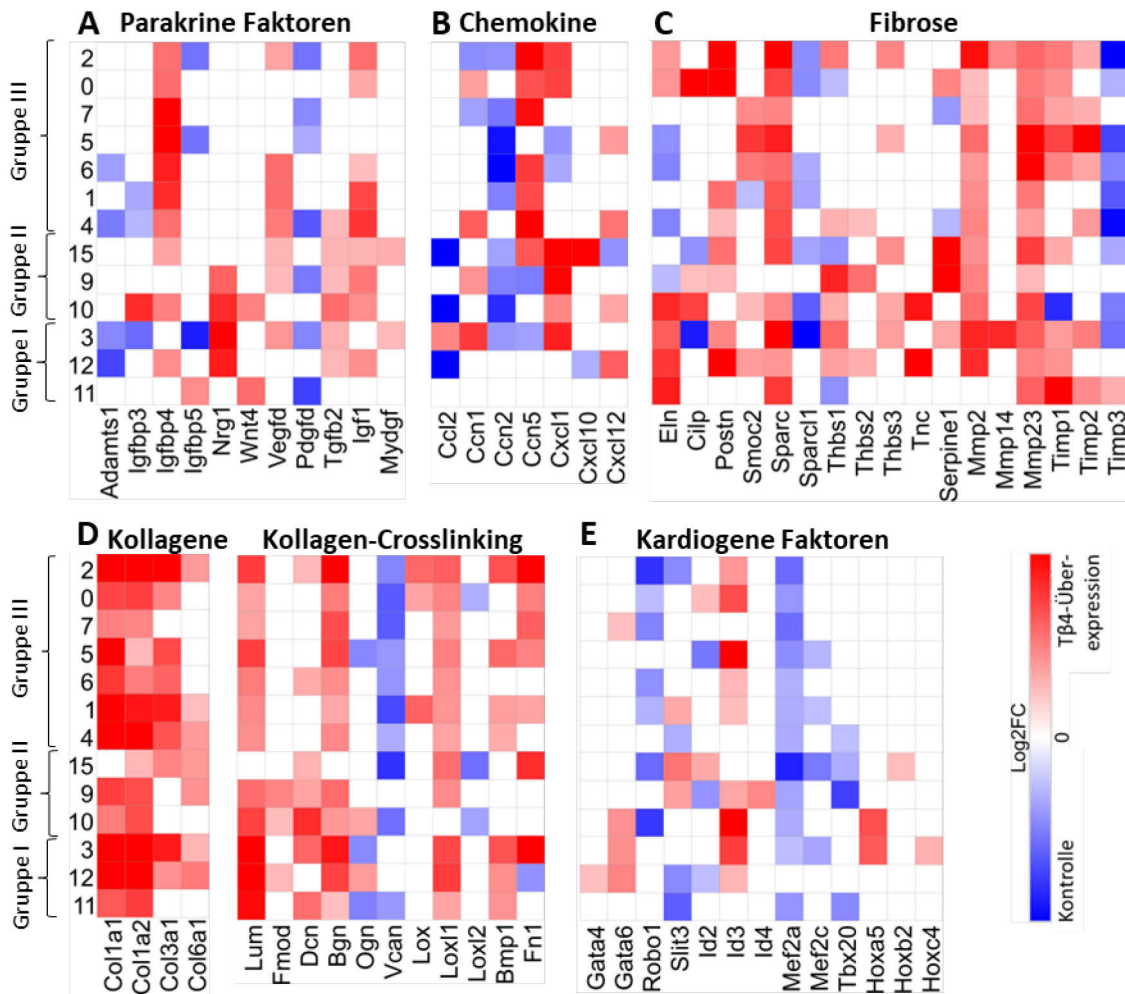 A Parakrine Faktoren
B Chemokine
C Fibrose
Gruppe III
Gruppe II
Gruppe I
2
0
7
5
6
1
4
15
9
10
3
12
11
Adamts1
Igfbp3
Igfbp4
Igfbp5
Nrg1
Wnt4
Vegfd
Pdgfd
Tgfb2
Igf1
Mydgf
Ccl2
Ccn1
Ccn2
Ccn5
Cxcl1
Cxcl10
Cxcl12
Eln
Cilp
Postn
Smoc2
Sparc
Sparcl1
Thbs1
Thbs2
Thbs3
Tnc
Serpine1
Mmp2
Mmp14
Mmp23
Timp1
Timp2
Timp3
D Kollagene
Kollagen-Crosslinking
E Kardiogene Faktoren
Gruppe III
Gruppe II
Gruppe I
2
0
7
5
6
1
4
15
9
10
3
12
11
Col1a1
Col1a2
Col3a1
Col6a1
Lum
Fmod
Dcn
Bgn
Ogn
Vcan
Lox
Loxl1
Loxl2
Bmp1
Fn1
Gata4
Gata6
Robo1
Slit3
Id2
Id3
Id4
Mef2a
Mef2c
Tbx20
Hoxa5
Hoxb2
Hoxc4
Log2FC
Kontrolle
0
Tβ4-Über-
expression